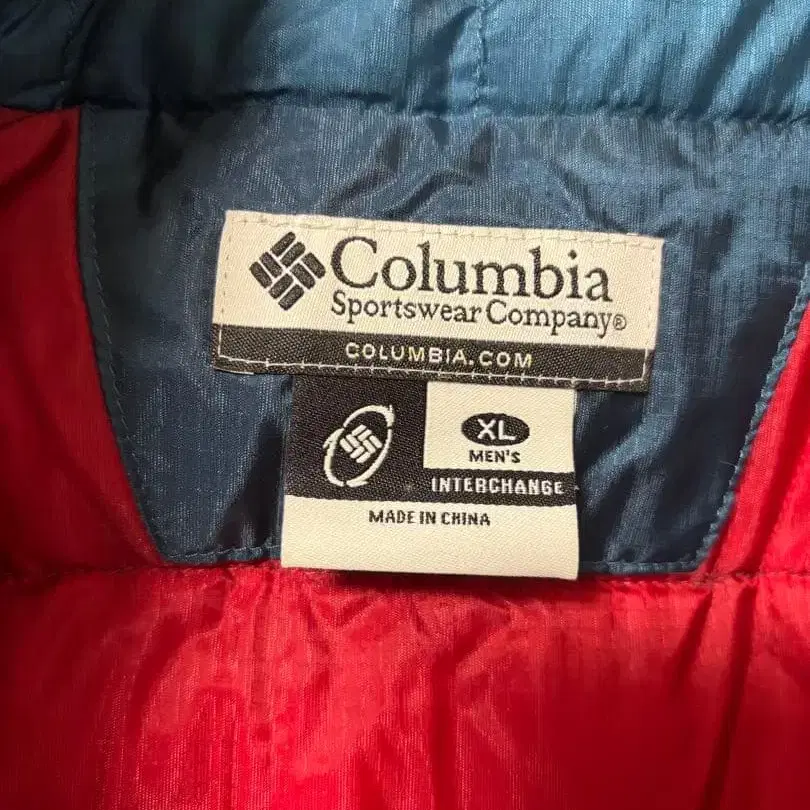 Columbia
Sportswear Company®
COLUMBIA.COM
XL
MEN'S
INTERCHANGE
MADE IN CHINA